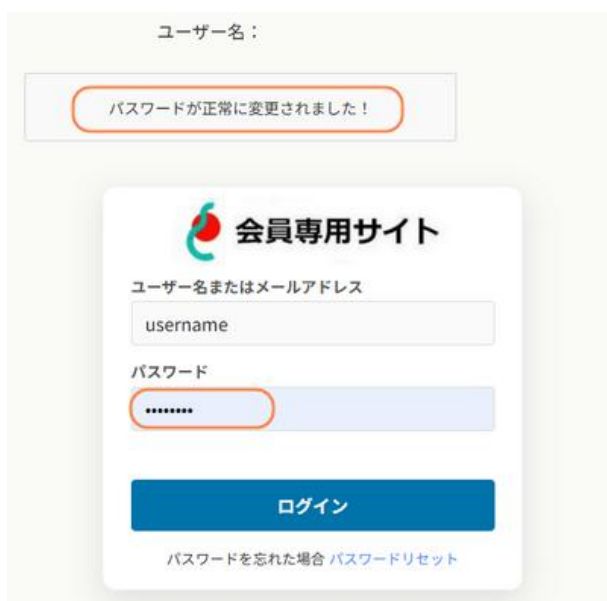 ユーザー名：
パスワードが正常に変更されました！
会員専用サイト
ユーザー名またはメールアドレス
username
パスワード
••••••••
ログイン
パスワードを忘れた場合 パスワードリセット